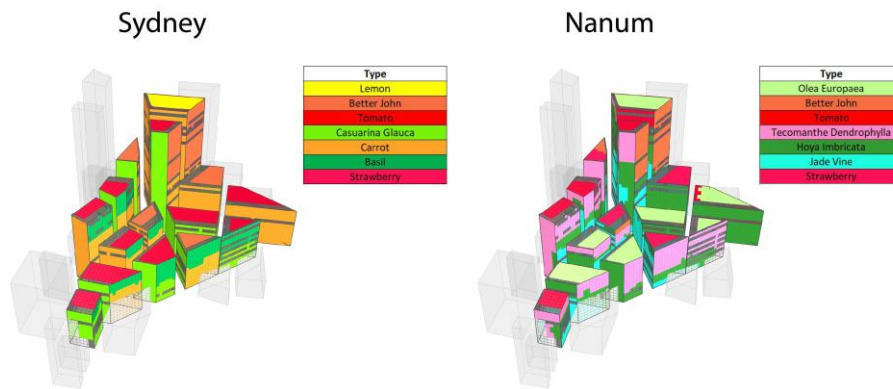 Sydney
Type
Lemon
Better John
Tomato
Casuarina Glauca
Carrot
Basil
Strawberry
Nanum
Type
Olea Europaea
Better John
Tomato
Tecomanthe Dendrophylla
Hoya Imbricata
Jade Vine
Strawberry